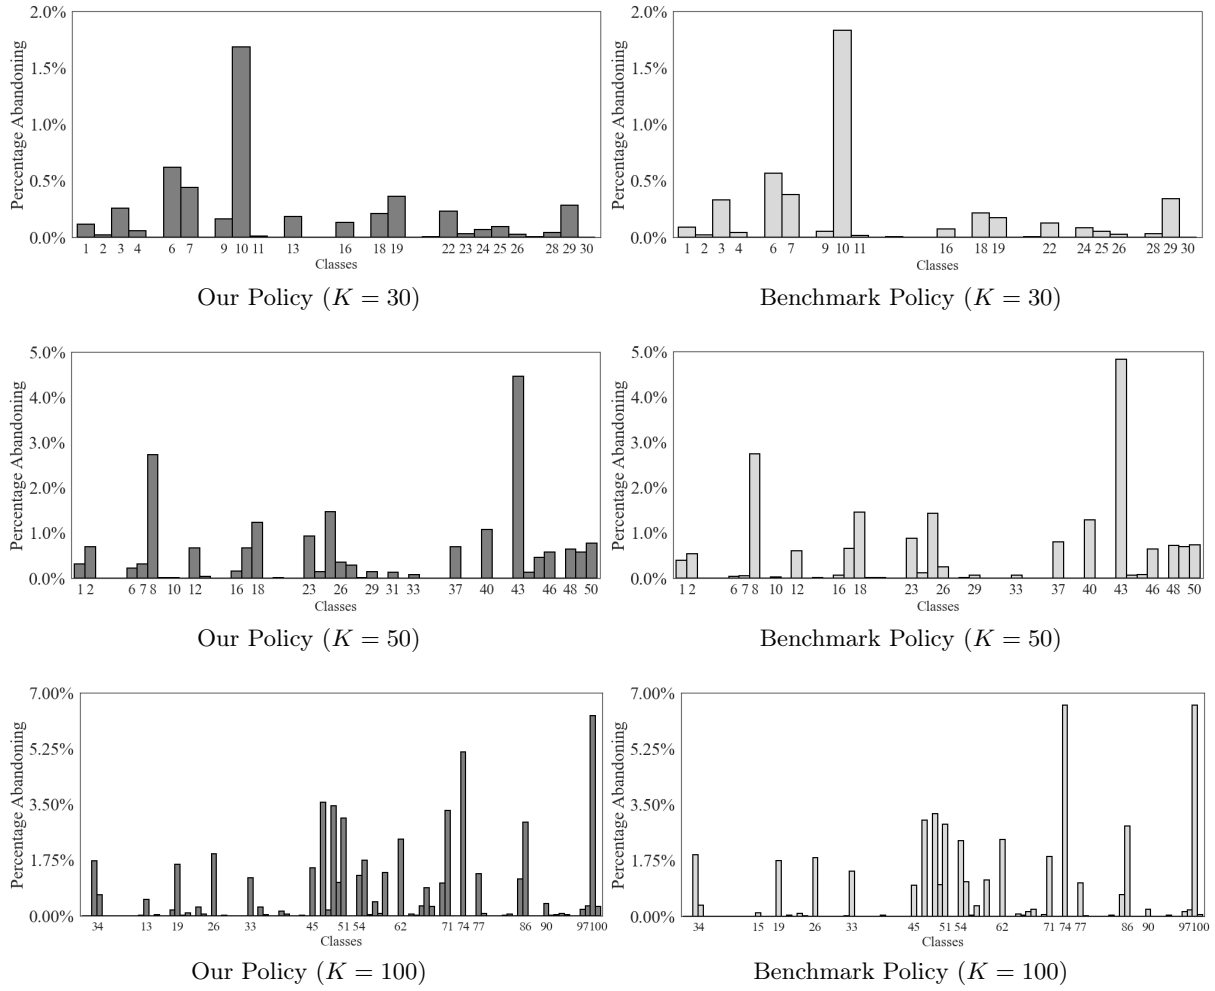 2.0%
1.5%
1.0%
0.5%
0.0%
Percentage Abandoning
1 2 3 4 6 7 9 10 11 13 16 18 19 22 23 24 25 26 28 29 30
Classes
Our Policy (K = 30)
2.0%
1.5%
1.0%
0.5%
0.0%
Percentage Abandoning
1 2 3 4 6 7 9 10 11 16 18 19 22 24 25 26 28 29 30
Classes
Benchmark Policy (K = 30)
5.0%
4.0%
3.0%
2.0%
1.0%
0.0%
Percentage Abandoning
1 2 6 7 8 10 12 16 18 23 26 29 31 33 37 40 43 46 48 50
Classes
Our Policy (K = 50)
5.0%
4.0%
3.0%
2.0%
1.0%
0.0%
Percentage Abandoning
1 2 6 7 8 10 12 16 18 23 26 29 33 37 40 43 46 48 50
Classes
Benchmark Policy (K = 50)
7.00%
5.25%
3.50%
1.75%
0.00%
Percentage Abandoning
34 13 19 26 33 45 51 54 62 71 74 77 86 90 97 100
Classes
Our Policy (K = 100)
7.00%
5.25%
3.50%
1.75%
0.00%
Percentage Abandoning
34 15 19 26 33 45 51 54 62 71 74 77 86 90 97 100
Classes
Benchmark Policy (K = 100)